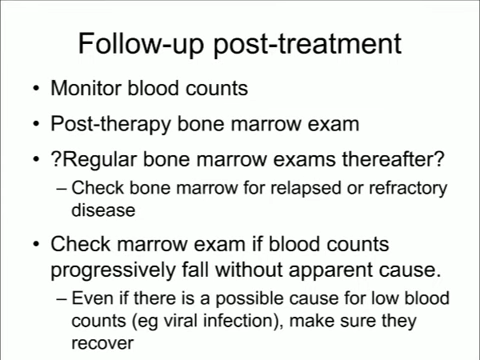 Follow-up post-treatment
• Monitor blood counts
• Post-therapy bone marrow exam
• ?Regular bone marrow exams thereafter?
– Check bone marrow for relapsed or refractory
disease
• Check marrow exam if blood counts
progressively fall without apparent cause.
– Even if there is a possible cause for low blood
counts (eg viral infection), make sure they
recover